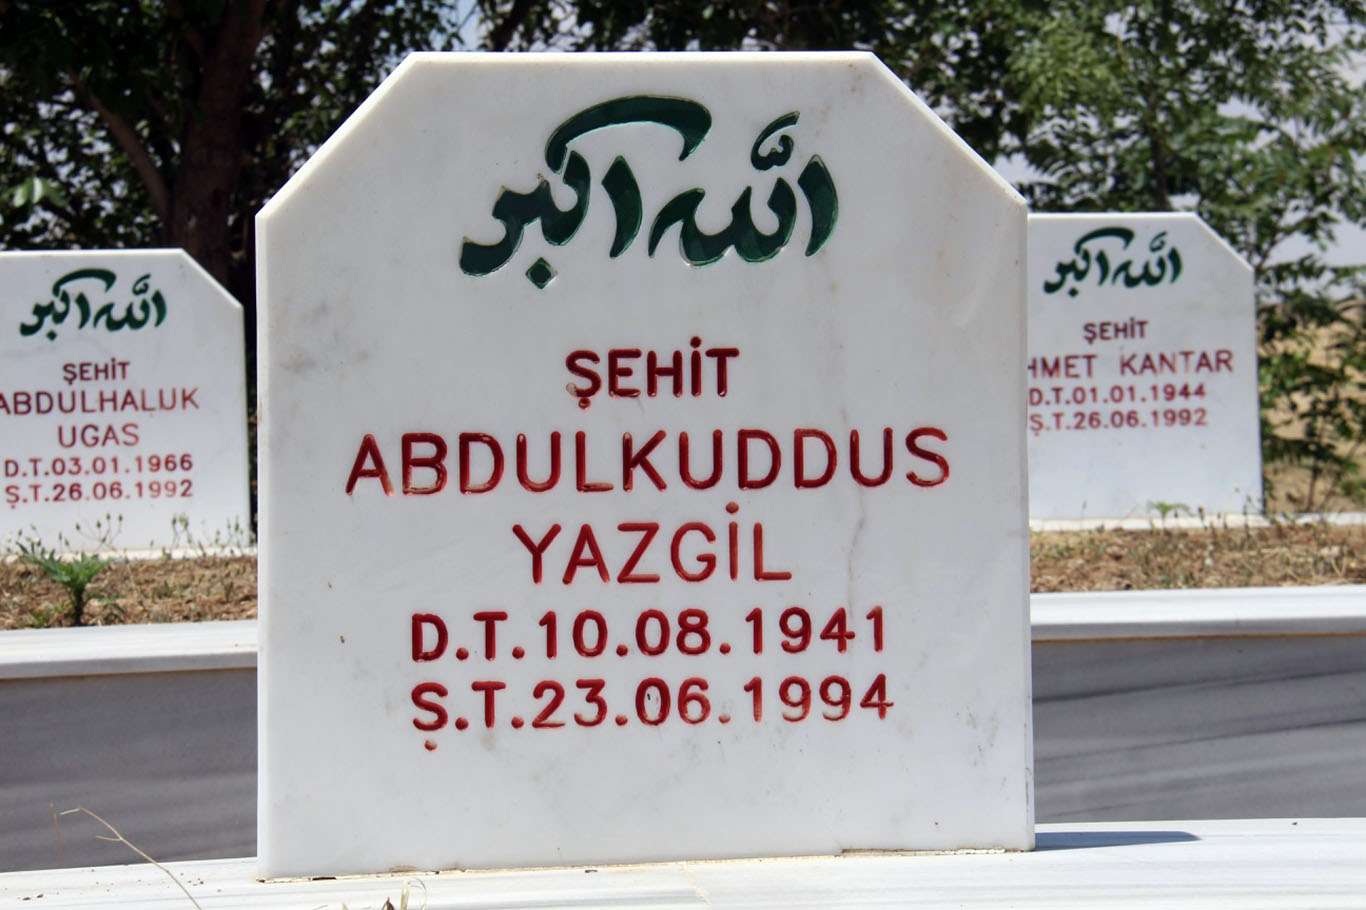 الله اكبر
ŞEHİT
ABDULHALUK
UGAS
D.T.03.01.1966
Ş.T.26.06.1992
الله اكبر
ŞEHİT
ABDULKUDDUS
YAZGİL
D.T.10.08.1941
Ş.T.23.06.1994
الله اكبر
ŞEHİT
KANTAR
D.T.01.01.1944
Ş.T.26.06.1992